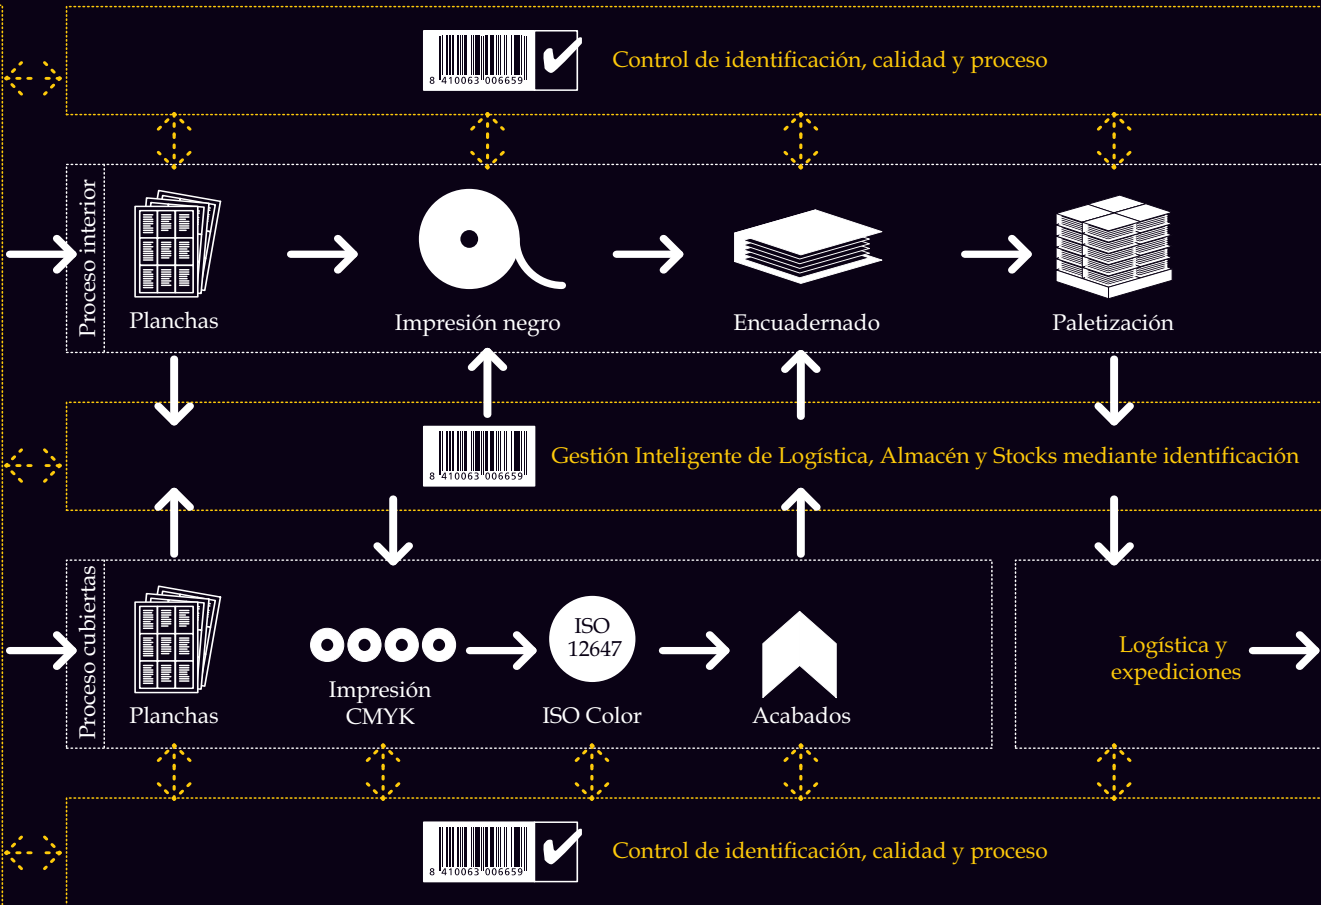 8 410063 006659
Control de identificación, calidad y proceso
Proceso interior
Planchas
Impresión negro
Encuadernado
Paletización
8 410063 006659
Gestión Inteligente de Logística, Almacén y Stocks mediante identificación
Proceso cubiertas
Planchas
Impresión
CMYK
ISO
12647
ISO Color
Acabados
Logística y
expediciones
8 410063 006659
Control de identificación, calidad y proceso